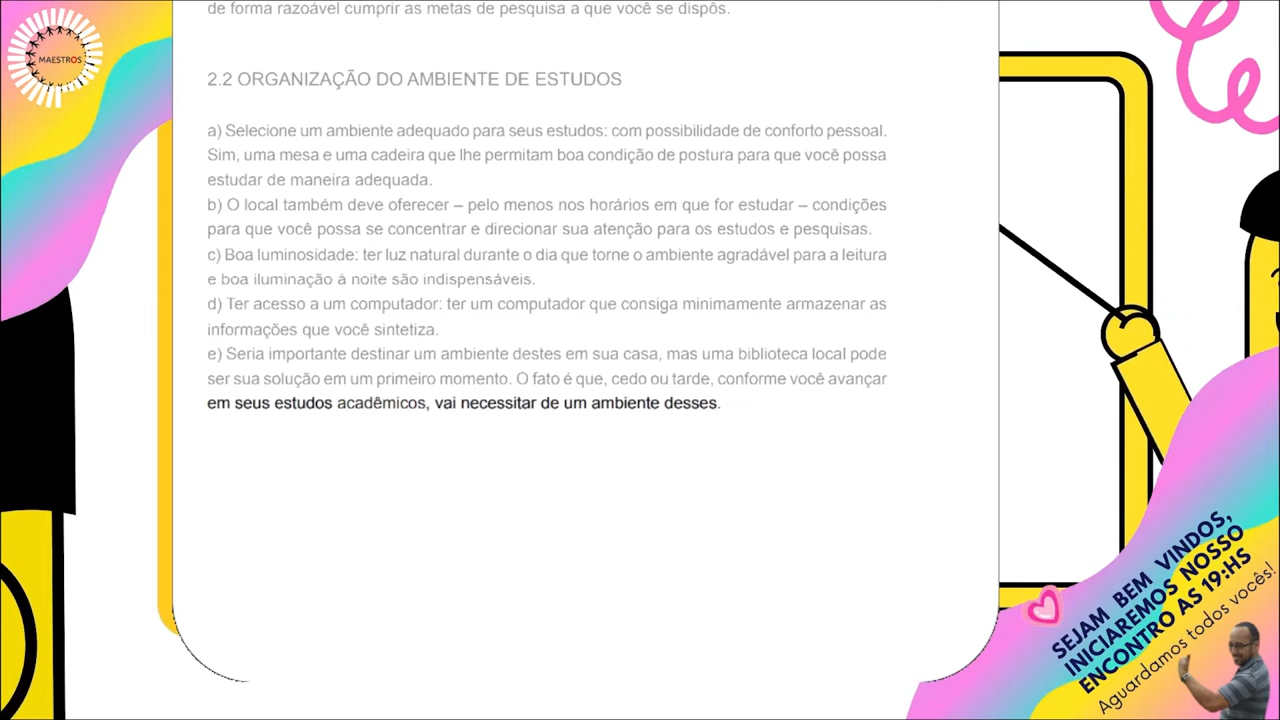 de forma razoável cumprir as metas de pesquisa a que você se dispôs.
MAESTROS
2.2 ORGANIZAÇÃO DO AMBIENTE DE ESTUDOS
a) Selecione um ambiente adequado para seus estudos: com possibilidade de conforto pessoal.
Sim, uma mesa e uma cadeira que lhe permitam boa condição de postura para que você possa
estudar de maneira adequada.
b) O local também deve oferecer – pelo menos nos horários em que for estudar – condições
para que você possa se concentrar e direcionar sua atenção para os estudos e pesquisas.
c) Boa luminosidade: ter luz natural durante o dia que torne o ambiente agradável para a leitura
e boa iluminação à noite são indispensáveis.
d) Ter acesso a um computador: ter um computador que consiga minimamente armazenar as
informações que você sintetiza.
e) Seria importante destinar um ambiente destes em sua casa, mas uma biblioteca local pode
ser sua solução em um primeiro momento. O fato é que, cedo ou tarde, conforme você avançar
em seus estudos acadêmicos, vai necessitar de um ambiente desses.
SEJAM BEM VINDOS,
INICIAREMOS NOSSO
ENCONTRO AS 19:HS
Aguardamos todos vocês!